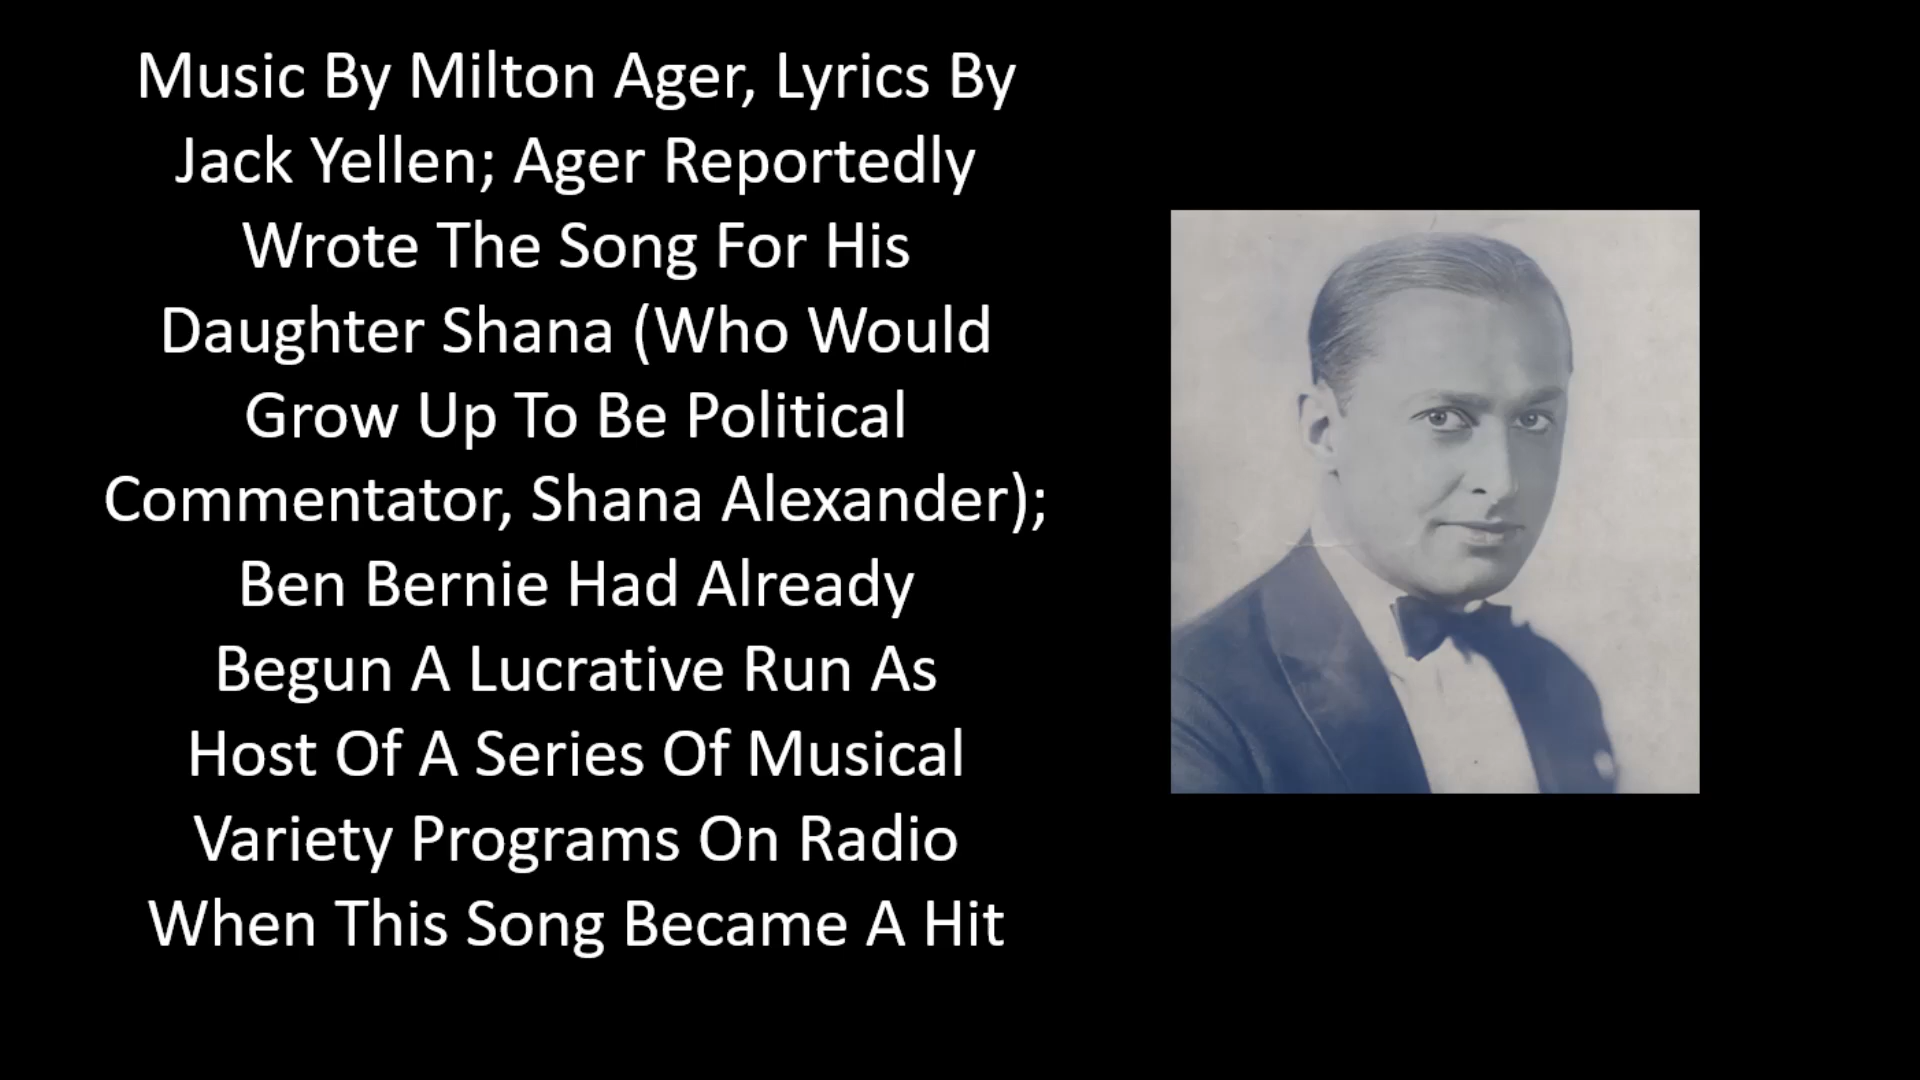 Music By Milton Ager, Lyrics By
Jack Yellen; Ager Reportedly
Wrote The Song For His
Daughter Shana (Who Would
Grow Up To Be Political
Commentator, Shana Alexander);
Ben Bernie Had Already
Begun A Lucrative Run As
Host Of A Series Of Musical
Variety Programs On Radio
When This Song Became A Hit